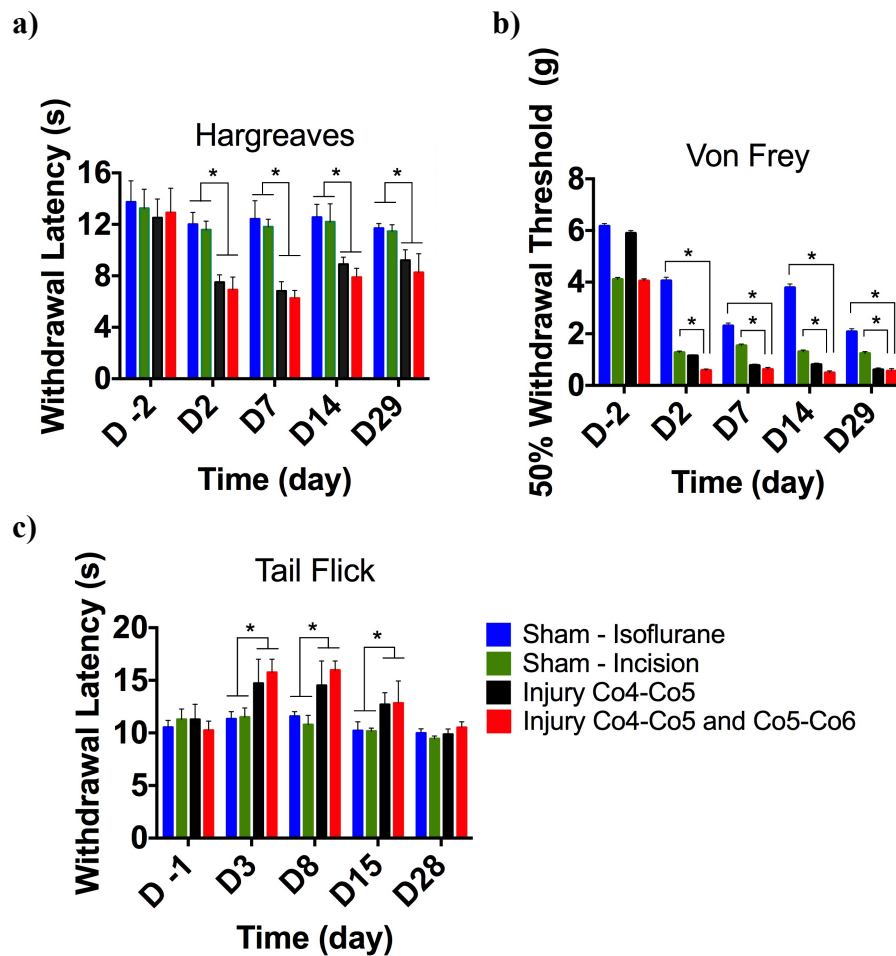 a)
Hargreaves
Withdrawal Latency (s)
16
12
8
4
0
* * * *
D -2 D2 D7 D14 D29
Time (day)
b)
Von Frey
50% Withdrawal Threshold (g)
8
6
4
2
0
* * * *
* * * *
D-2 D2 D7 D14 D29
Time (day)
c)
Tail Flick
Withdrawal Latency (s)
20
15
10
5
0
* * *
D -1 D3 D8 D15 D28
Time (day)
Sham - Isoflurane
Sham - Incision
Injury Co4-Co5
Injury Co4-Co5 and Co5-Co6